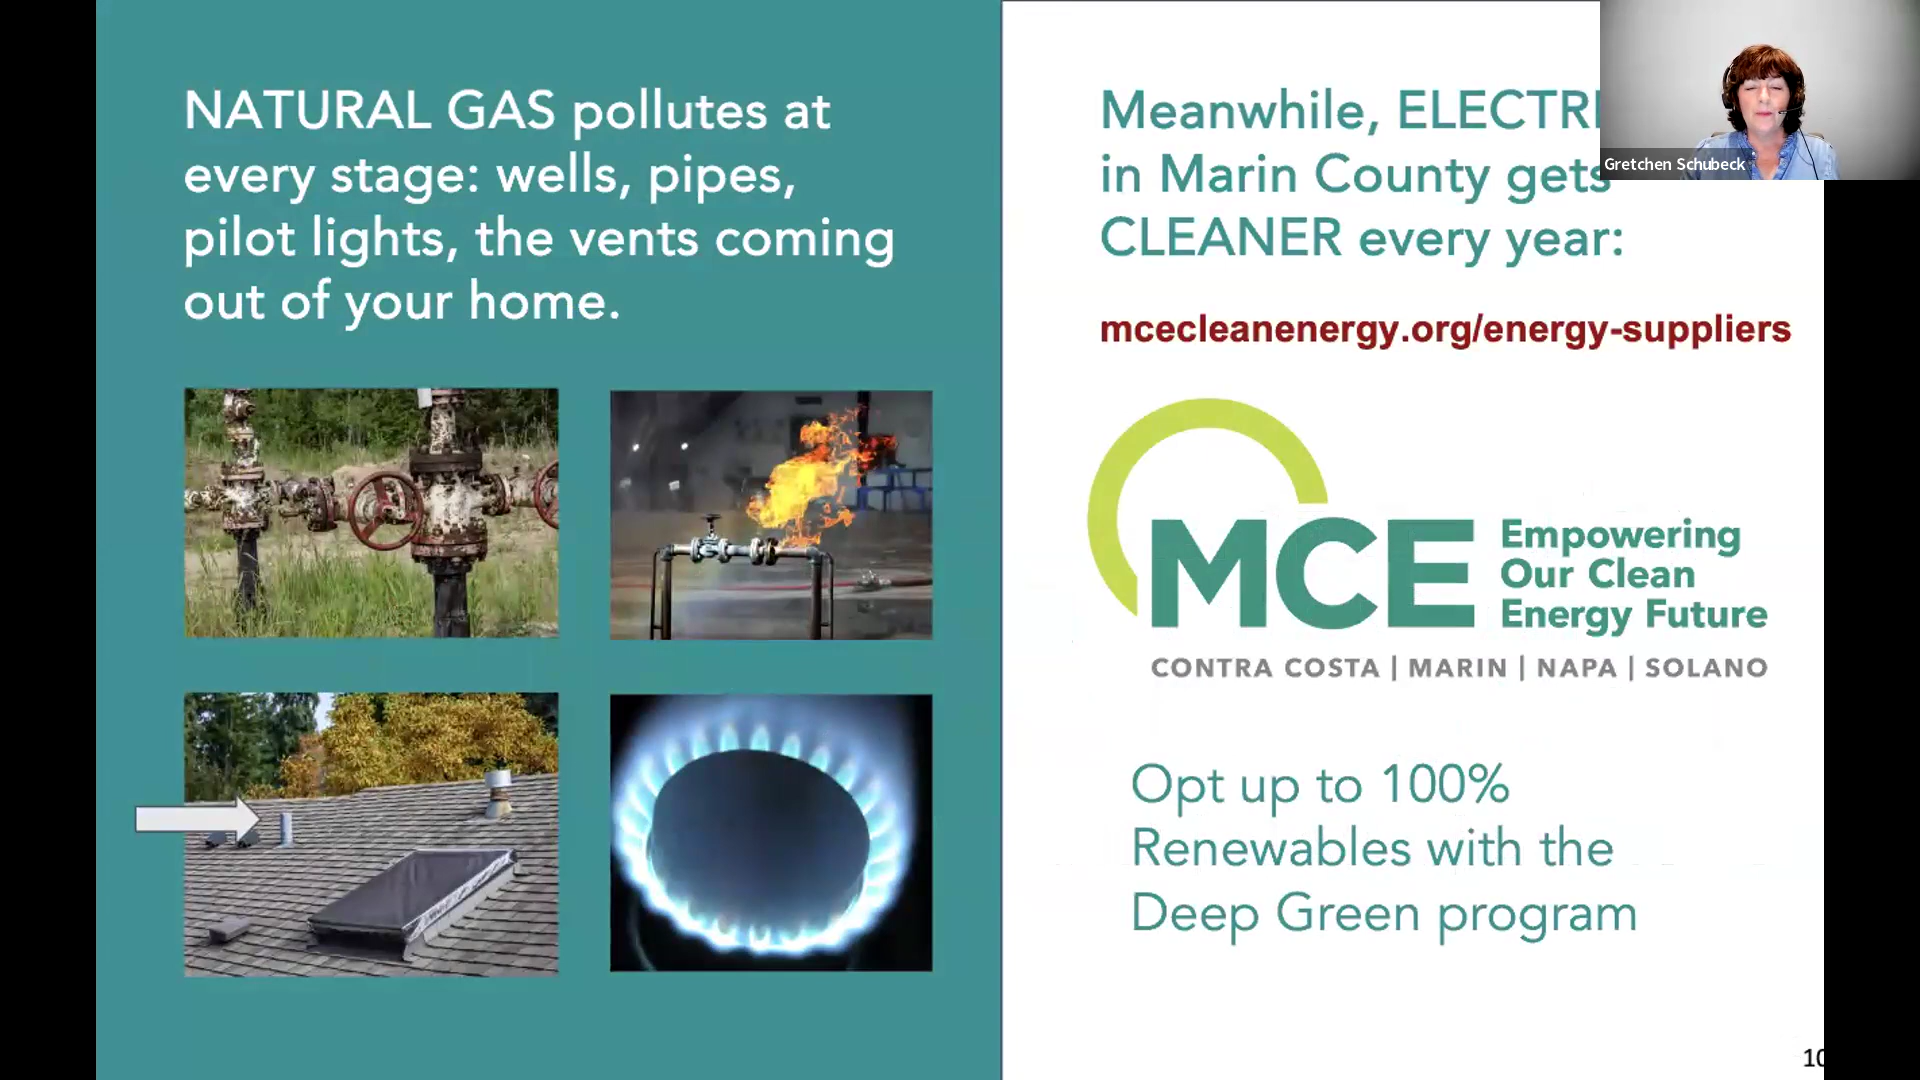 NATURAL GAS pollutes at
every stage: wells, pipes,
pilot lights, the vents coming
out of your home.
Meanwhile, ELECTRI
in Marin County gets
CLEANER every year:
Gretchen Schubeck
mcecleanenergy.org/energy-suppliers
MCE
Empowering
Our Clean
Energy Future
CONTRA COSTA | MARIN | NAPA | SOLANO
Opt up to 100%
Renewables with the
Deep Green program
10